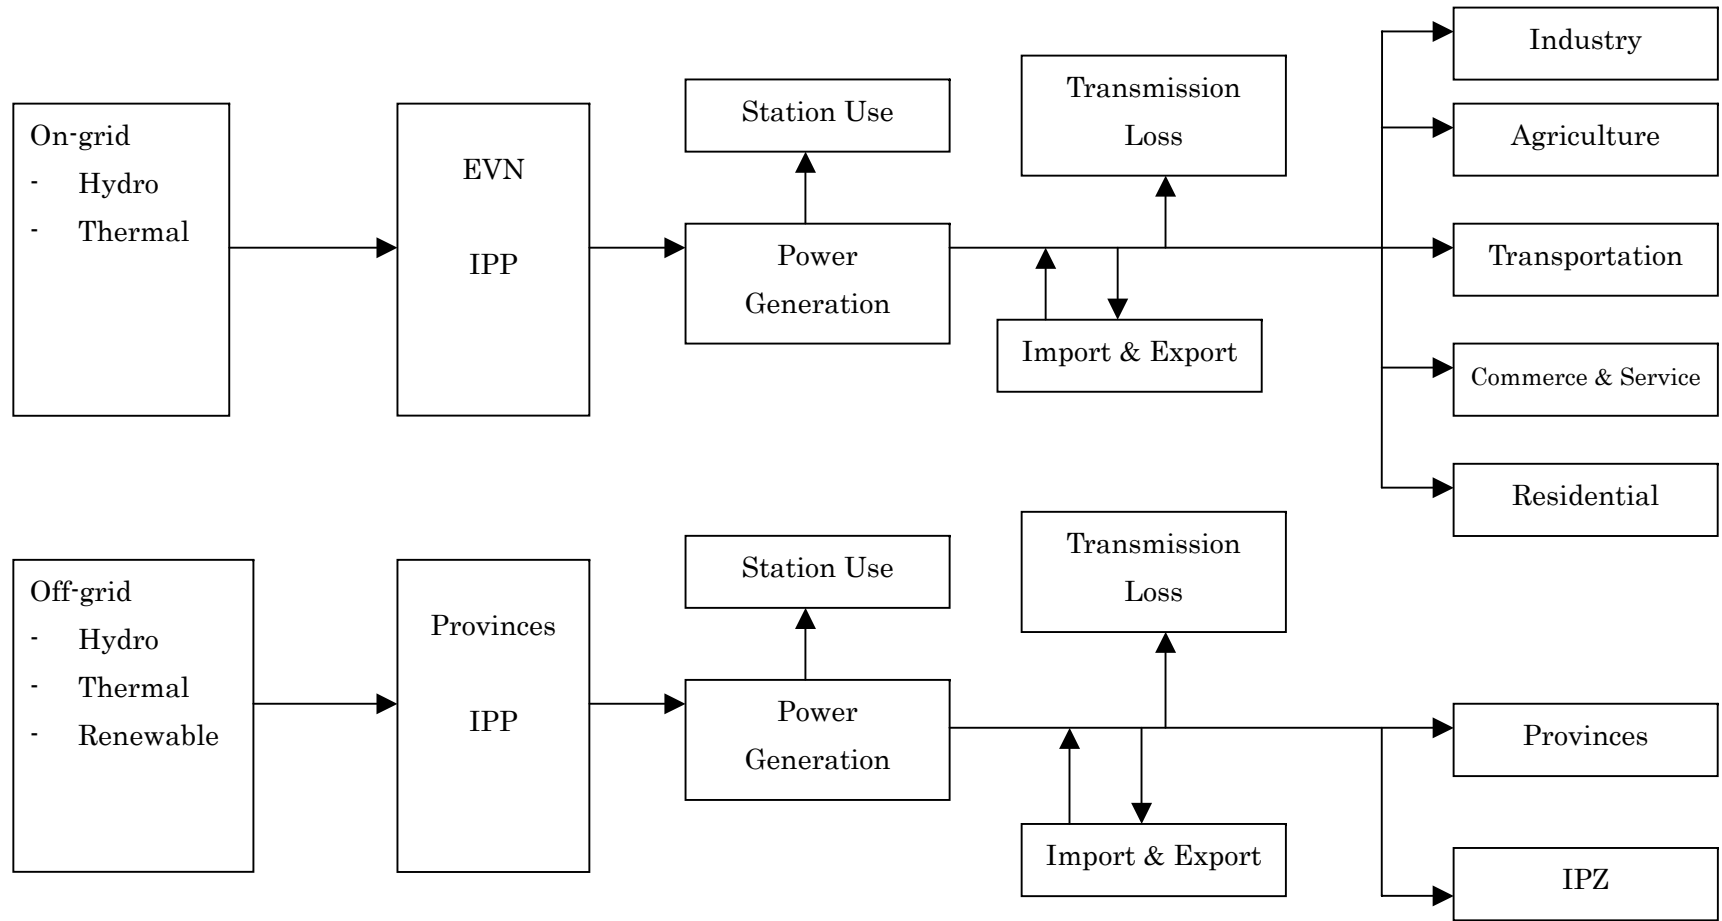 On-grid
- Hydro
- Thermal
EVN
IPP
Station Use
Power
Generation
Transmission
Loss
Import & Export
Industry
Agriculture
Transportation
Commerce & Service
Residential
Off-grid
- Hydro
- Thermal
- Renewable
Provinces
IPP
Station Use
Power
Generation
Transmission
Loss
Import & Export
Provinces
IPZ